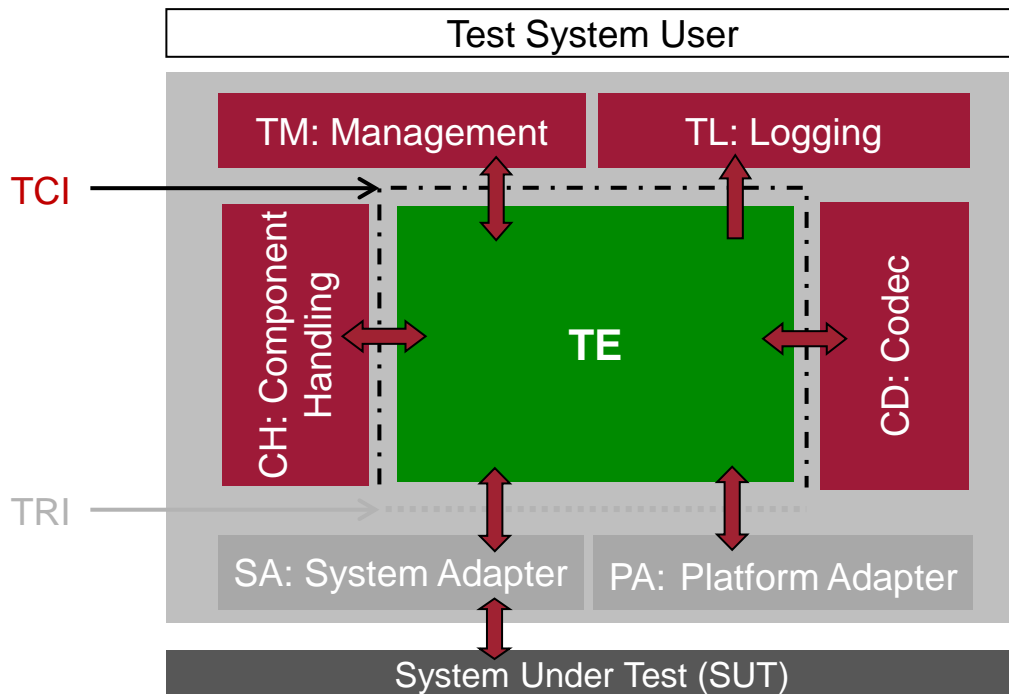 Test System User
TM: Management
TL: Logging
TCI
CH: Component
Handling
TE
CD: Codec
TRI
SA: System Adapter
PA: Platform Adapter
System Under Test (SUT)